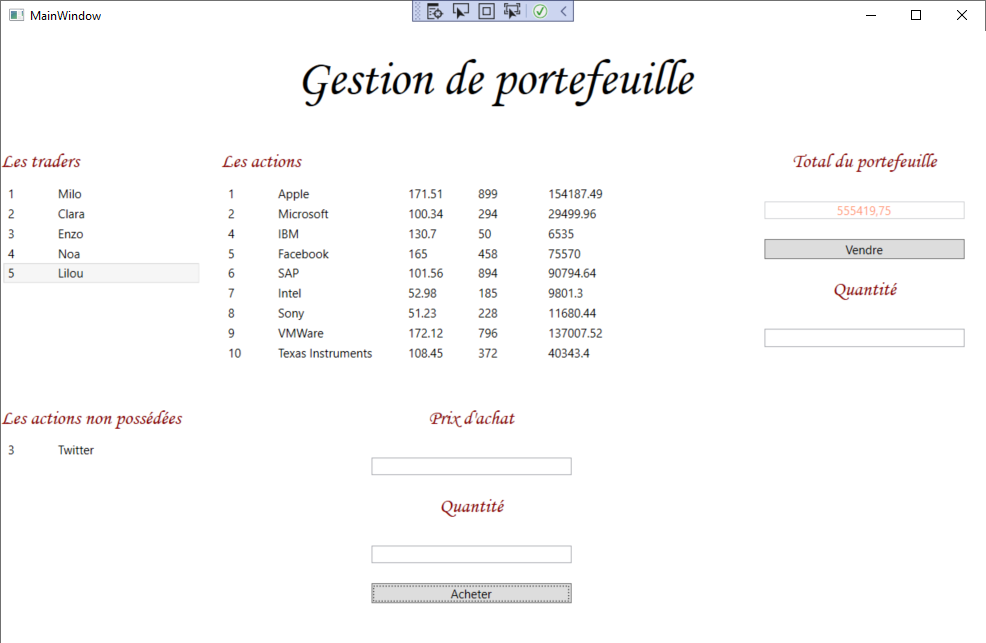 MainWindow
Gestion de portefeuille
Les traders
1 Milo
2 Clara
3 Enzo
4 Noa
5 Lilou
Les actions
1 Apple 171.51 899 154187.49
2 Microsoft 100.34 294 29499.96
4 IBM 130.7 50 6535
5 Facebook 165 458 75570
6 SAP 101.56 894 90794.64
7 Intel 52.98 185 9801.3
8 Sony 51.23 228 11680.44
9 VMWare 172.12 796 137007.52
10 Texas Instruments 108.45 372 40343.4
Total du portefeuille
555419,75
Vendre
Quantité
Les actions non possédées
3 Twitter
Prix d'achat
Quantité
Acheter